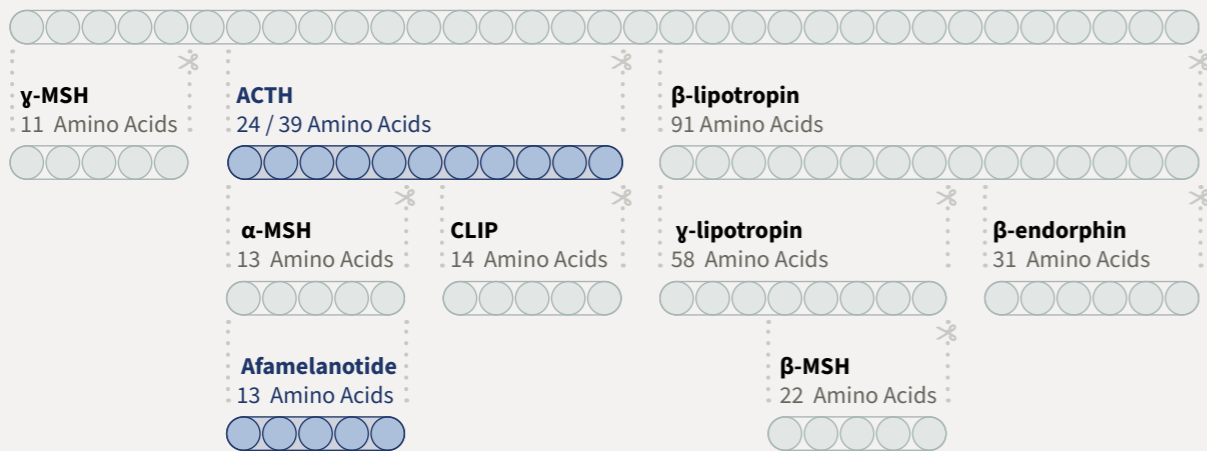 ɣ-MSH
11 Amino Acids
ACTH
24 / 39 Amino Acids
β-lipotropin
91 Amino Acids
α-MSH
13 Amino Acids
CLIP
14 Amino Acids
ɣ-lipotropin
58 Amino Acids
β-endorphin
31 Amino Acids
Afamelanotide
13 Amino Acids
β-MSH
22 Amino Acids